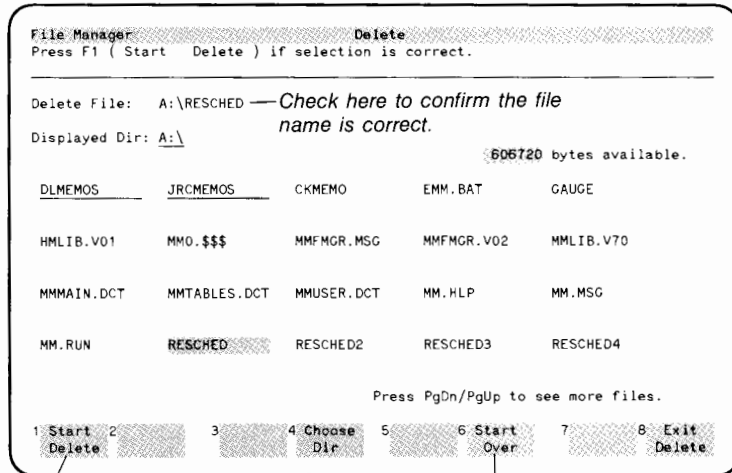 File Manager Delete
Press F1 ( Start Delete ) if selection is correct.
Delete File: A:\RESCHED — Check here to confirm the file
name is correct.
Displayed Dir: A:\
606720 bytes available.
DLMEMOS JRCMEMOS CKMEMO EMM.BAT GAUGE
HMLIB.V01 MMO.$$$ MMFMGR.MSG MMFMGR.V02 MMLIB.V70
MMMAIN.DCT MMTABLES.DCT MMUSER.DCT MM.HLP MM.MSG
MM.RUN RESCHED RESCHED2 RESCHED3 RESCHED4
Press PgDn/PgUp to see more files.
1 Start 2 3 4 Choose 5 6 Start 7 8 Exit
Delete Dir Over Delete